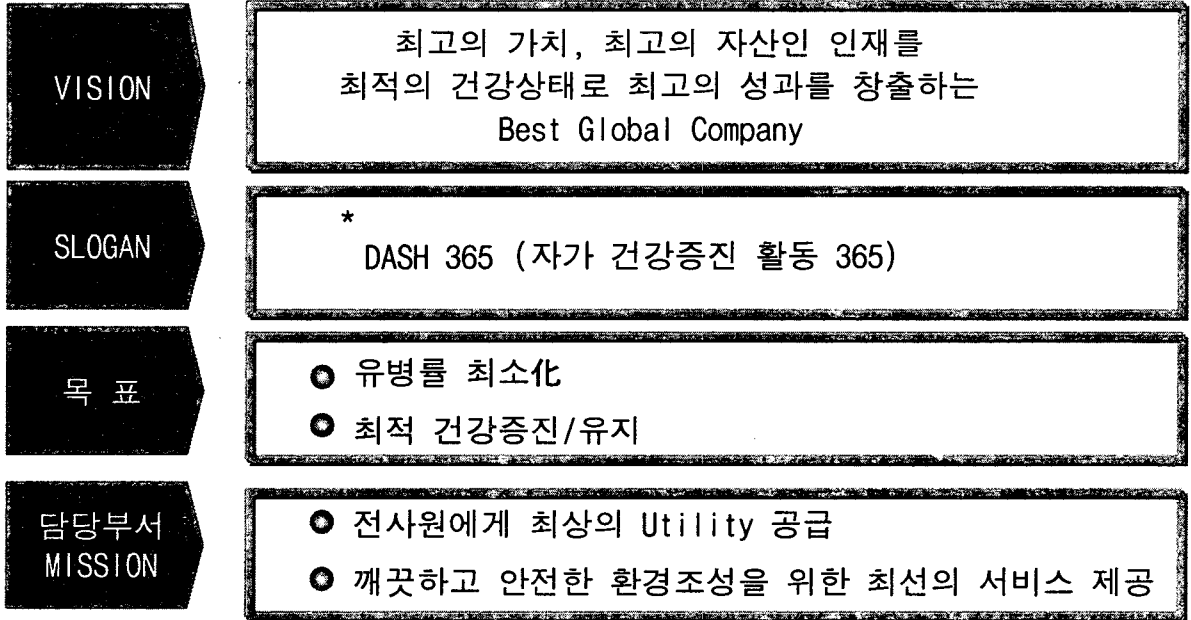 VISION
최고의 가치, 최고의 자산인 인재를
최적의 건강상태로 최고의 성과를 창출하는
Best Global Company
SLOGAN
*
DASH 365 (자가 건강증진 활동 365)
목 표
유병률 최소化
최적 건강증진/유지
담당부서
MISSION
전사원에게 최상의 Utility 공급
깨끗하고 안전한 환경조성을 위한 최선의 서비스 제공